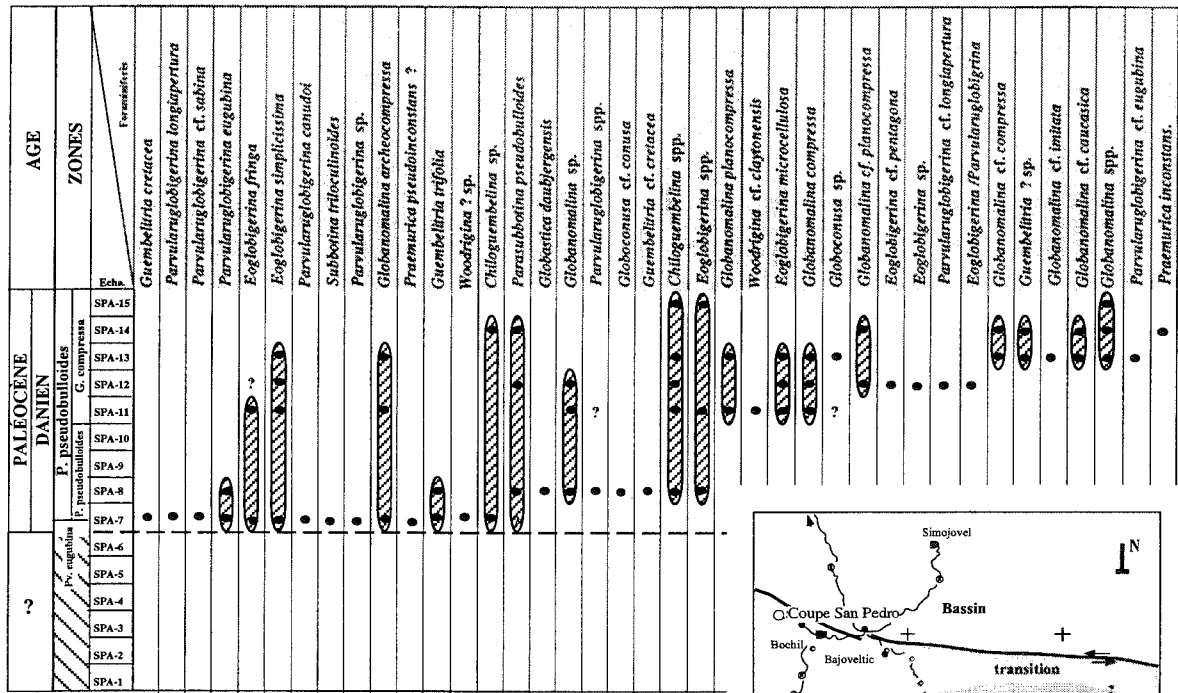 AGE
ZONES
Foraminiferis
Echa.
Guembelitria cretacea
Parvularuglobigerina longiapertura
Parvularuglobigerina cf. sabina
Parvularuglobigerina eugubina
Eoglobigerina fringa
Eoglobigerina simplicissima
Parvularuglobigerina canudoi
Subbotina triloculinoides
Parvularuglobigerina sp.
Globanomalina archeocompressa
Praemurica pseudoinconstans ?
Guembelitria trifolia
Woodrigina ? sp.
Chiloguembelina sp.
Parasubbotina pseudobulloides
Globastica daubjergensis
Globanomalina sp.
Parvularuglobigerina spp.
Globoconusa cf. conusa
Guembelitria cf. cretacea
Chiloguembelina spp.
Eoglobigerina spp.
Globanomalina planocompressa
Woodrigina cf. claytonensis
Eoglobigerina microcellulosa
Globanomalina compressa
Globoconusa sp.
Globanomalina cf. planocompressa
Eoglobigerina cf. pentagona
Eoglobigerina sp.
Parvularuglobigerina cf. longiapertura
Eoglobigerina /Parvularuglobigrina
Globanomalina cf. compressa
Guembelitria ? sp.
Globanomalina cf. imitata
Globanomalina cf. caucasica
Globanomalina spp.
Parvularuglobigerina cf. eugubina
Praemurica inconstans.
PALÉOCÈNE
DANIEN
P. pseudobulloides
G. compressa
P. pseudobulloides
Pv. eugubina
?
SPA-15
SPA-14
SPA-13
SPA-12
SPA-11
SPA-10
SPA-9
SPA-8
SPA-7
SPA-6
SPA-5
SPA-4
SPA-3
SPA-2
SPA-1
?
?
?
Simojovel
N
Bassin
Coupe San Pedro
Bochil
Bajoveltic
transition